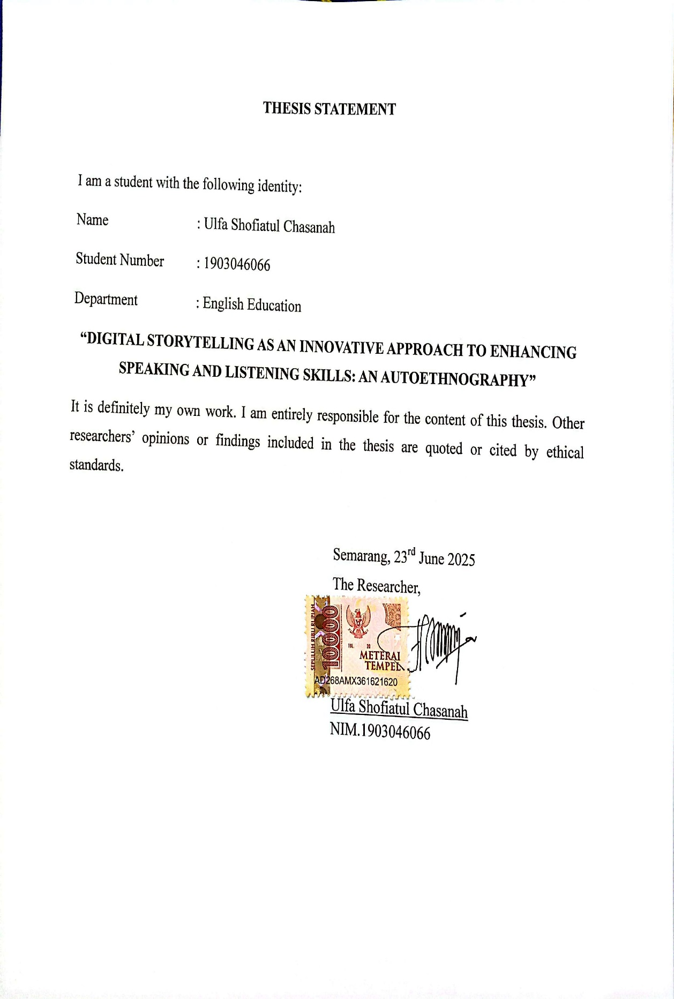 THESIS STATEMENT
I am a student with the following identity:
Name : Ulfa Shofiatul Chasanah
Student Number : 1903046066
Department : English Education
“DIGITAL STORYTELLING AS AN INNOVATIVE APPROACH TO ENHANCING
SPEAKING AND LISTENING SKILLS: AN AUTOETHNOGRAPHY”
It is definitely my own work. I am entirely responsible for the content of this thesis. Other
researchers’ opinions or findings included in the thesis are quoted or cited by ethical
standards.
Semarang, 23rd June 2025
The Researcher,
SEPULUH RIBU RUPIAH
10000
TGL. 20
METERAI
TEMPEL
AD268AMX361621620
Ulfa Shofiatul Chasanah
NIM.1903046066